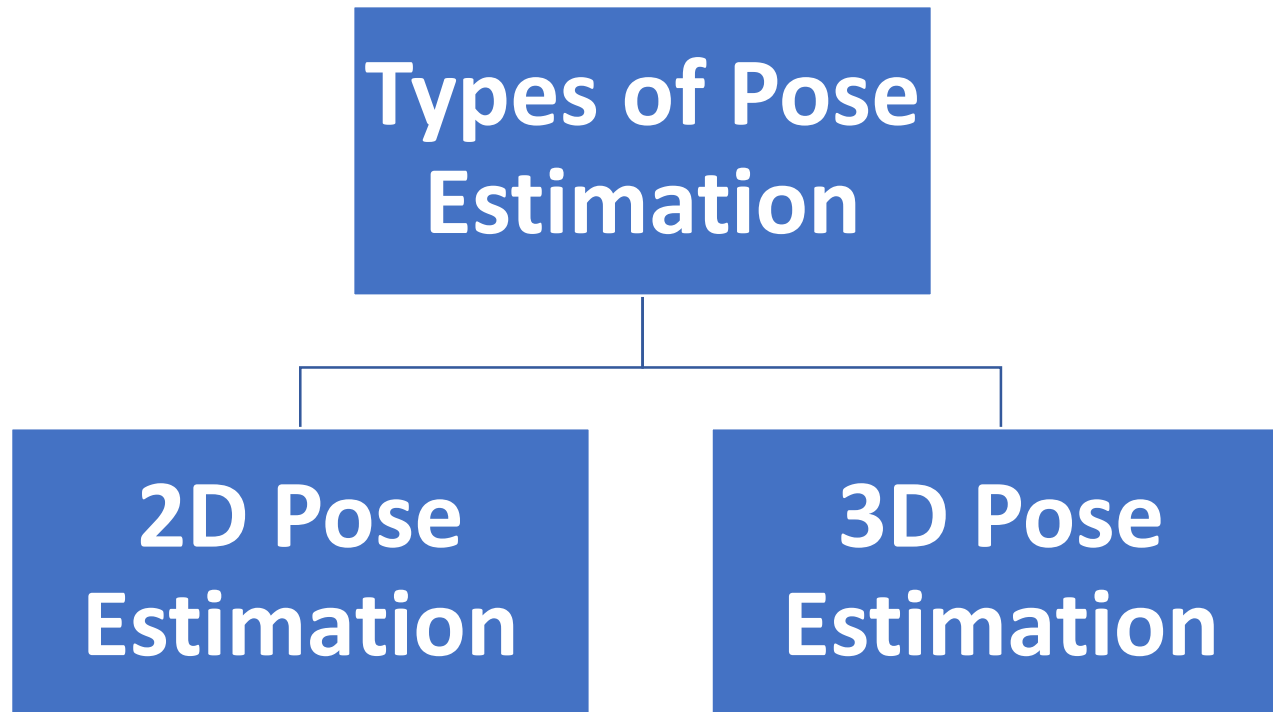 Types of Pose
Estimation
2D Pose
Estimation
3D Pose
Estimation